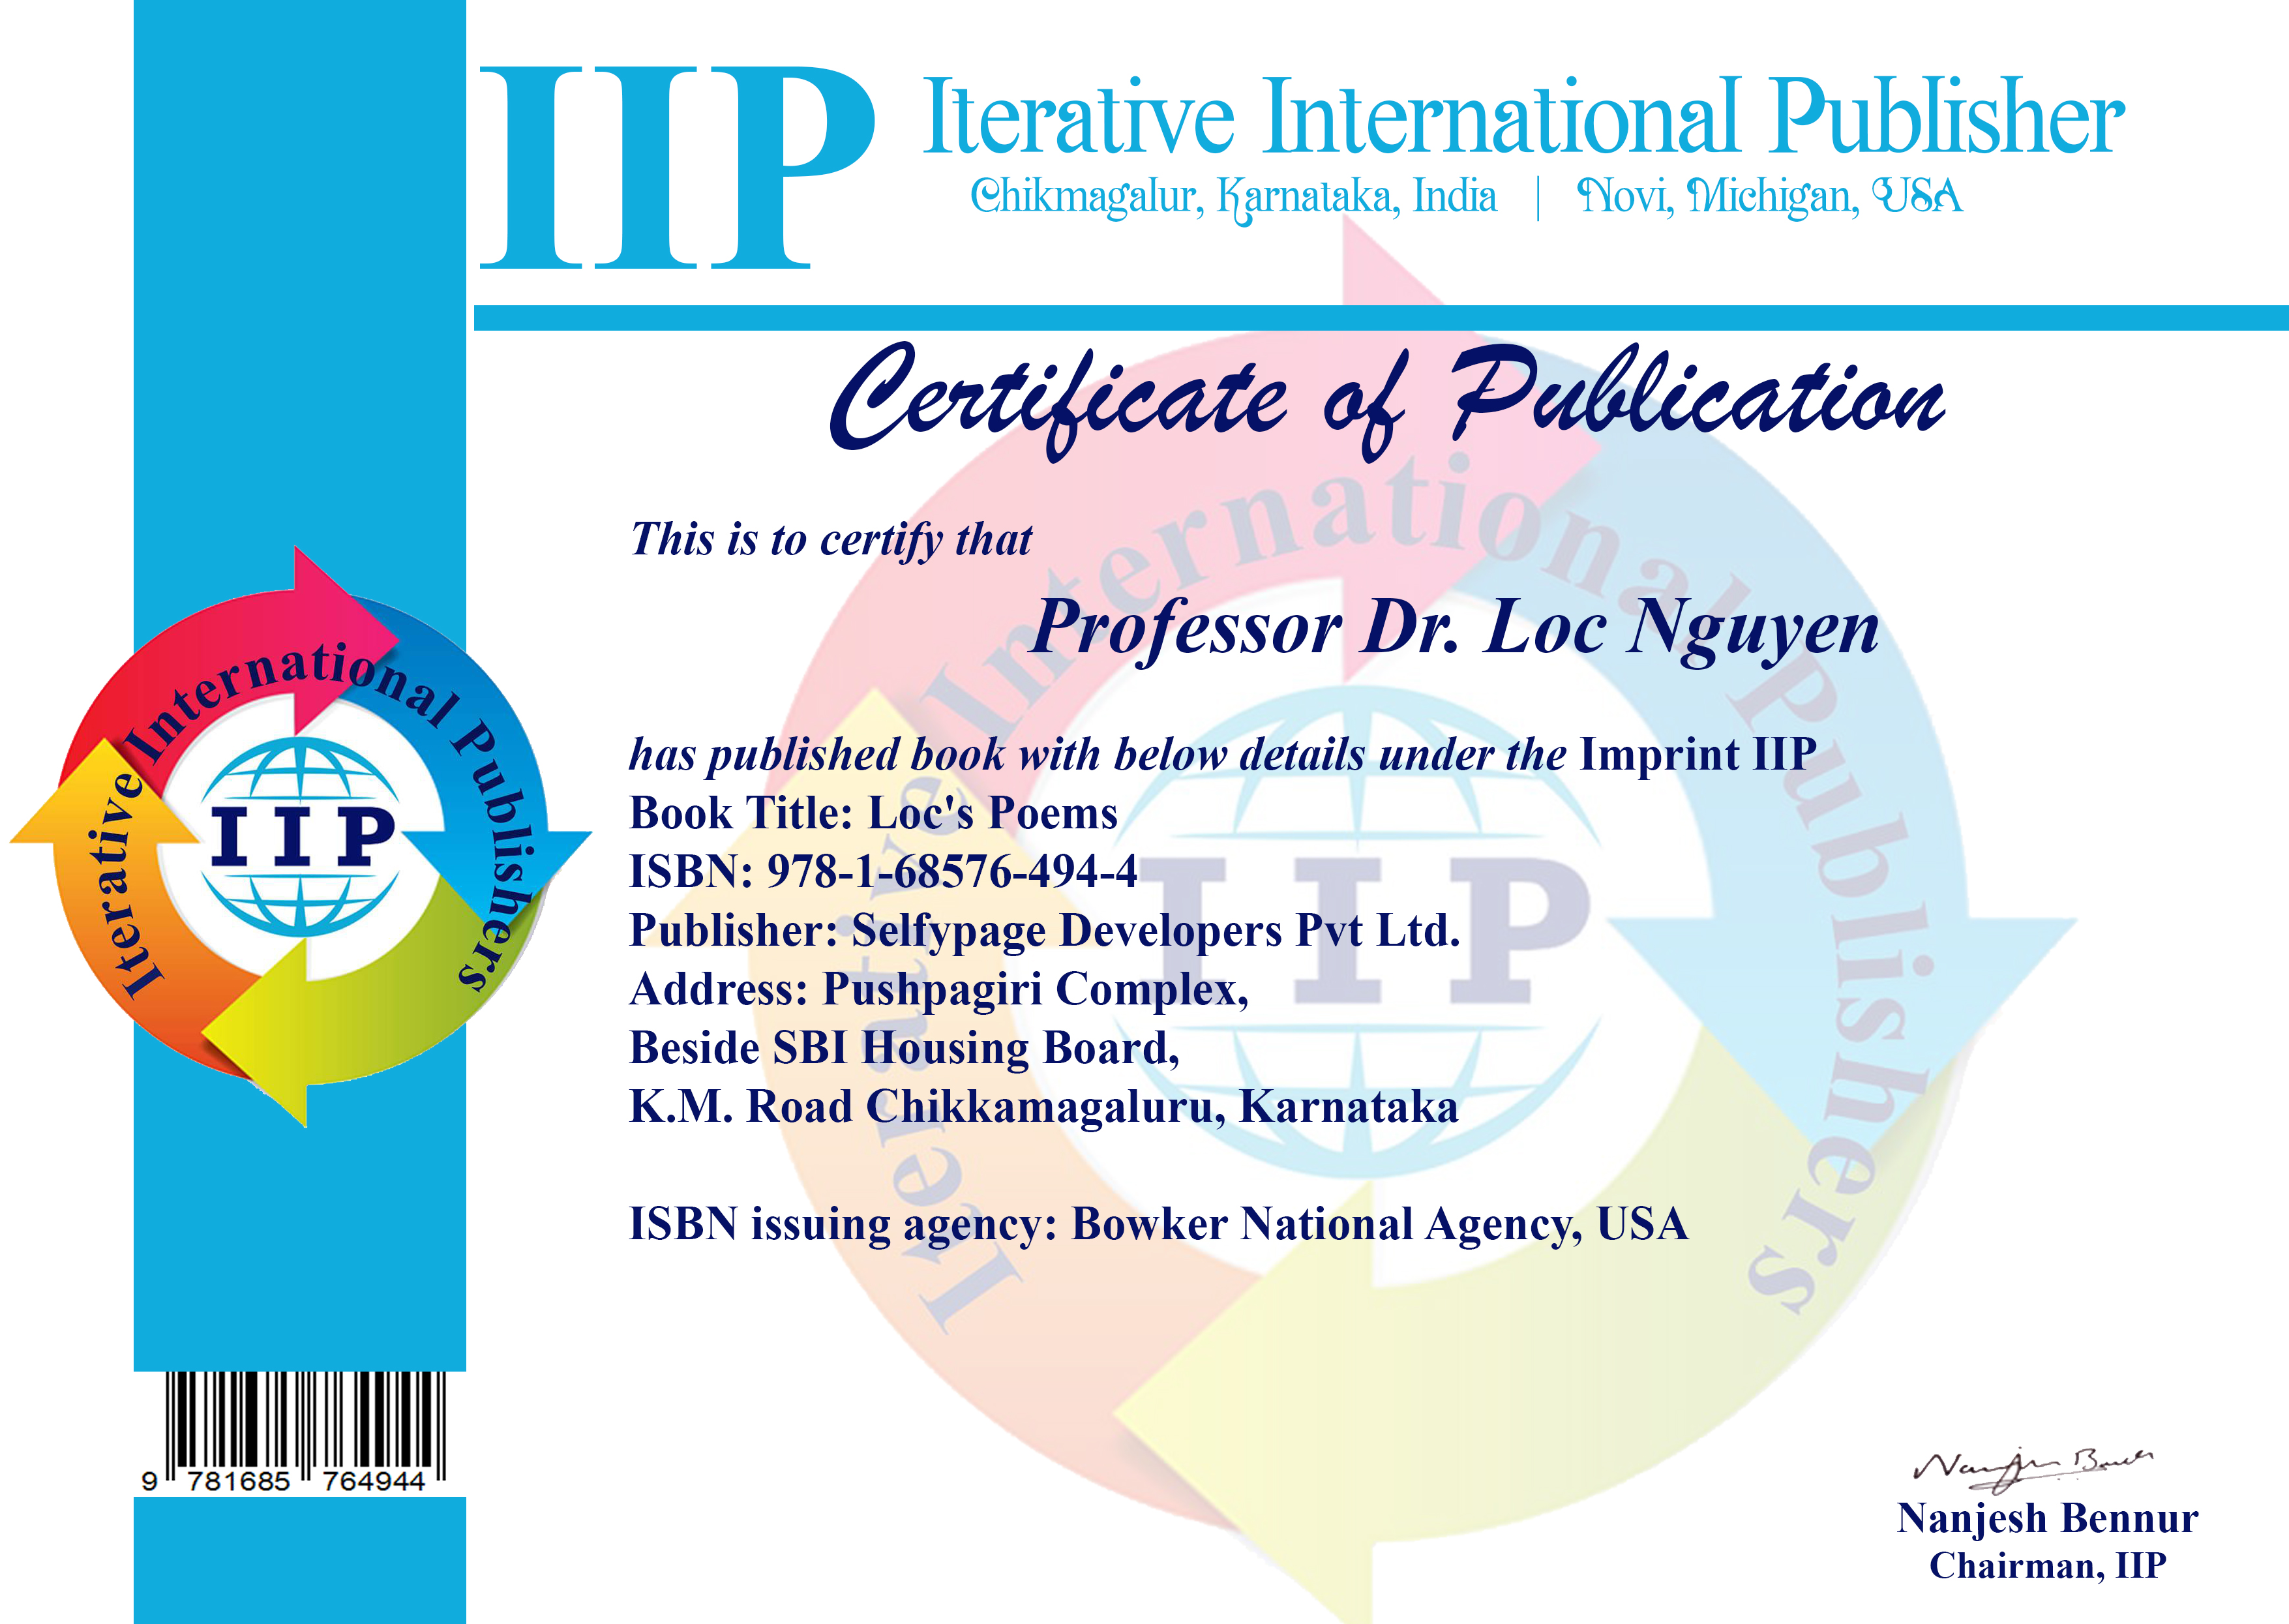 IIP
Iterative International Publisher
Chikmagalur, Karnataka, India | Novi, Michigan, USA
Certificate of Publication
This is to certify that
Professor Dr. Loc Nguyen
has published book with below details under the Imprint IIP
Book Title: Loc's Poems
ISBN: 978-1-68576-494-4
Publisher: Selfypage Developers Pvt Ltd.
Address: Pushpagiri Complex,
Beside SBI Housing Board,
K.M. Road Chikkamagaluru, Karnataka
ISBN issuing agency: Bowker National Agency, USA
Iterative International Publishers
IIP
Iterative International Publishers
IIP
9 781685 764944
Nanjesh Bennur
Nanjesh Bennur
Chairman, IIP